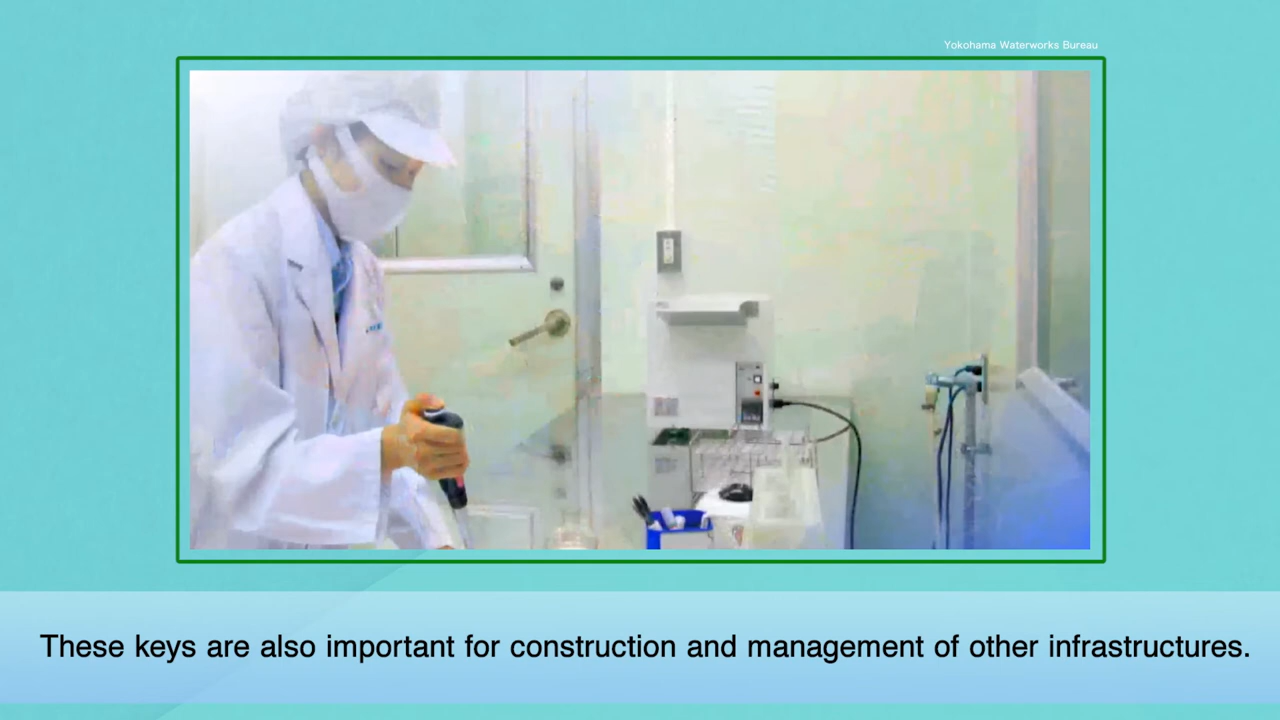 Yokohama Waterworks Bureau
These keys are also important for construction and management of other infrastructures.